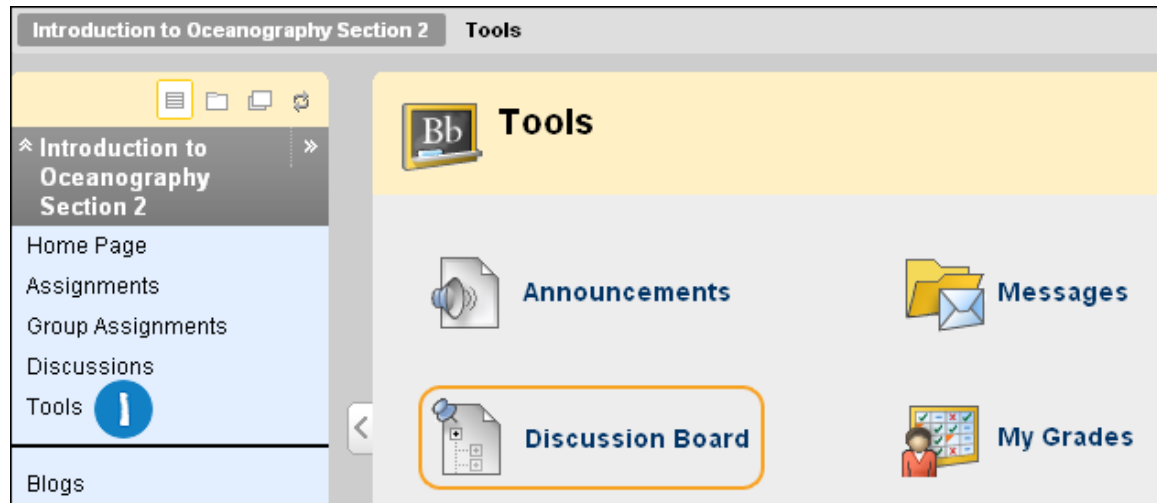 Introduction to Oceanography Section 2 Tools
Introduction to
Oceanography
Section 2
Home Page
Assignments
Group Assignments
Discussions
Tools 1
Blogs
Bb Tools
Announcements
Messages
Discussion Board
My Grades